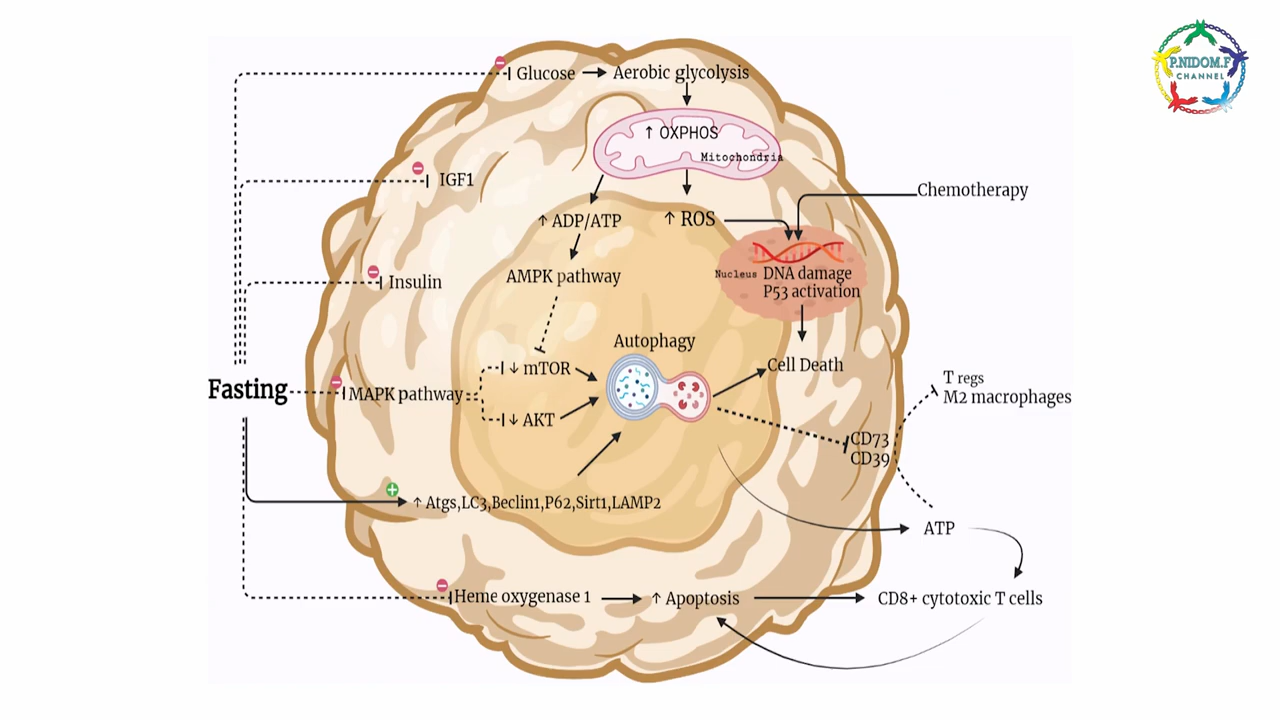 P.NIDOM.F
CHANNEL
Glucose
Aerobic glycolysis
↑ OXPHOS
Mitochondria
IGF1
Chemotherapy
↑ ADP/ATP
↑ ROS
Nucleus
DNA damage
P53 activation
AMPK pathway
Insulin
Autophagy
↓ mTOR
Cell Death
Fasting
MAPK pathway
T regs
M2 macrophages
↓ AKT
CD73
CD39
↑ Atgs,LC3,Beclin1,P62,Sirt1,LAMP2
ATP
Heme oxygenase 1
↑ Apoptosis
CD8+ cytotoxic T cells